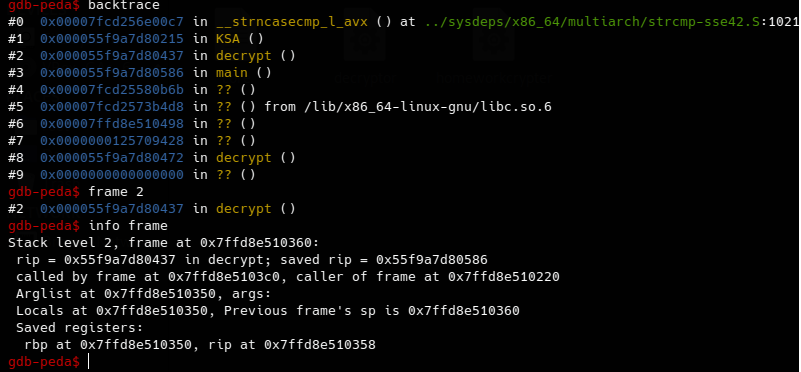 gdb-peda$ backtrace
#0  0x00007fcd256e00c7 in __strncasecmp_l_avx () at ../sysdeps/x86_64/multiarch/strcmp-sse42.S:1021
#1  0x000055f9a7d80215 in KSA ()
#2  0x000055f9a7d80437 in decrypt ()
#3  0x000055f9a7d80586 in main ()
#4  0x00007fcd25580b6b in ?? ()
#5  0x00007fcd2573b4d8 in ?? () from /lib/x86_64-linux-gnu/libc.so.6
#6  0x00007ffd8e510498 in ?? ()
#7  0x0000000125709428 in ?? ()
#8  0x000055f9a7d80472 in decrypt ()
#9  0x0000000000000000 in ?? ()
gdb-peda$ frame 2
#2  0x000055f9a7d80437 in decrypt ()
gdb-peda$ info frame
Stack level 2, frame at 0x7ffd8e510360:
 rip = 0x55f9a7d80437 in decrypt; saved rip = 0x55f9a7d80586
 called by frame at 0x7ffd8e5103c0, caller of frame at 0x7ffd8e510220
 Arglist at 0x7ffd8e510350, args:
 Locals at 0x7ffd8e510350, Previous frame's sp is 0x7ffd8e510360
 Saved registers:
  rbp at 0x7ffd8e510350, rip at 0x7ffd8e510358
gdb-peda$